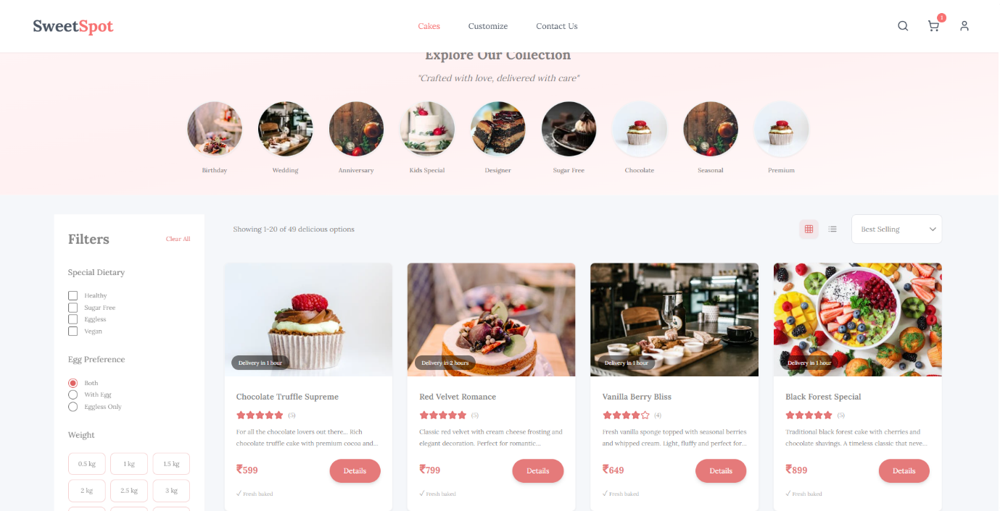 SweetSpot
Cakes
Customize
Contact Us
1
Explore Our Collection
"Crafted with love, delivered with care"
Birthday
Wedding
Anniversary
Kids Special
Designer
Sugar Free
Chocolate
Seasonal
Premium
Filters
Clear All
Special Dietary
Healthy
Sugar Free
Eggless
Vegan
Egg Preference
Both
With Egg
Eggless Only
Weight
0.5 kg
1 kg
1.5 kg
2 kg
2.5 kg
3 kg
Showing 1-20 of 49 delicious options
Best Selling
Delivery in 1 hour
Chocolate Truffle Supreme
(5)
For all the chocolate lovers out there... Rich
chocolate truffle cake with premium cocoa and...
₹599
Details
✓ Fresh baked
Delivery in 2 hours
Red Velvet Romance
(5)
Classic red velvet with cream cheese frosting and
elegant decoration. Perfect for romantic...
₹799
Details
✓ Fresh baked
Delivery in 1 hour
Vanilla Berry Bliss
(4)
Fresh vanilla sponge topped with seasonal berries
and whipped cream. Light, fluffy and perfect for...
₹649
Details
✓ Fresh baked
Delivery in 1 hour
Black Forest Special
(5)
Traditional black forest cake with cherries and
chocolate shavings. A timeless classic that neve...
₹899
Details
✓ Fresh baked